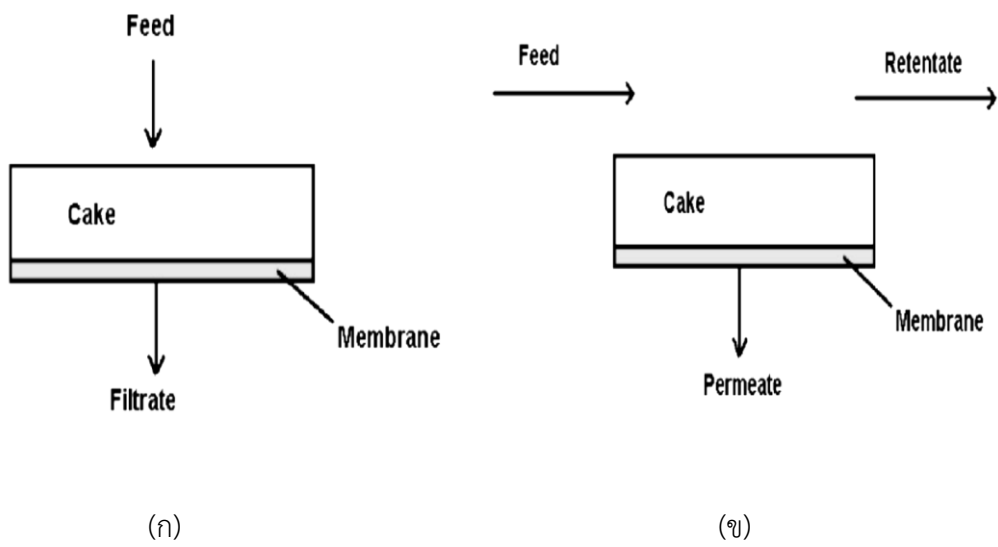 Feed
Cake
Membrane
Filtrate
(ก)
Feed
Retentate
Cake
Membrane
Permeate
(ข)